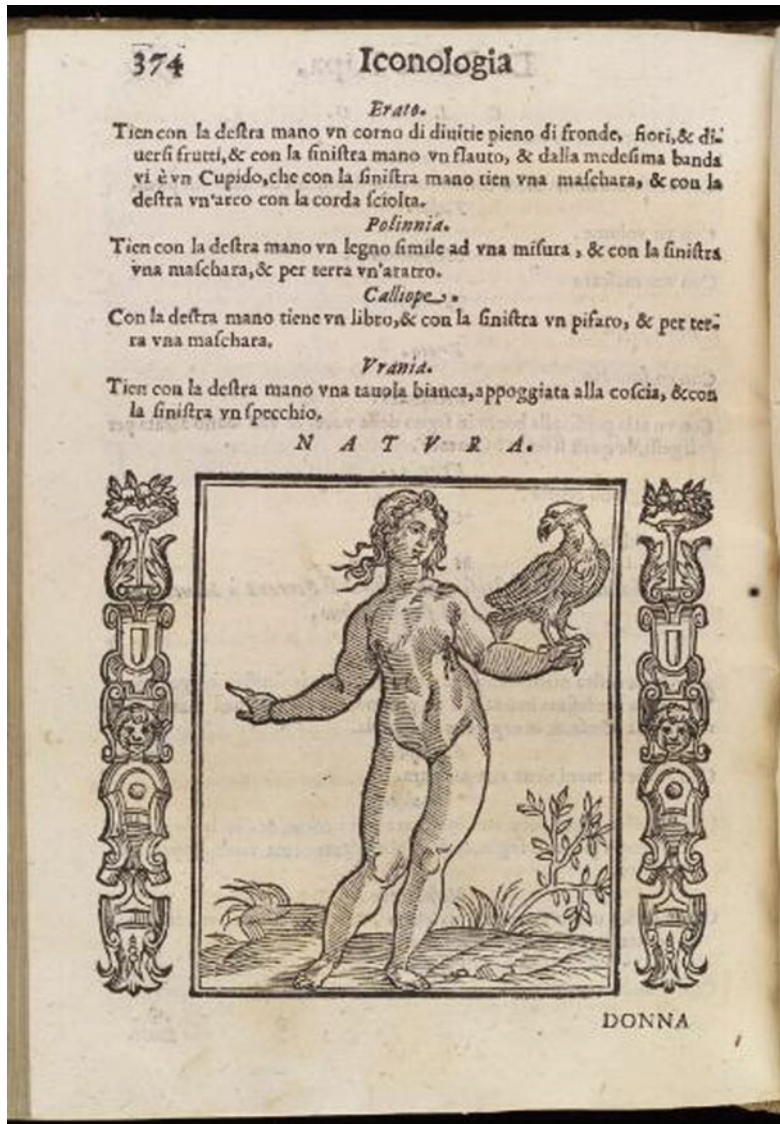 374 Iconologia
Erato.
Tien con la deſtra mano vn corno di diuitie pieno di fronde, fiori,& di-
uerſi frutti,& con la ſiniſtra mano vn flauto, & dalla medeſima banda
vi è vn Cupido,che con la ſiniſtra mano tien vna maſchara, & con la
deſtra vn'arco con la corda ſciolta.
Polinnia.
Tien con la deſtra mano vn legno ſimile ad vna miſura , & con la ſiniſtra
vna maſchara,& per terra vn'aratro.
Calliope.
Con la deſtra mano tiene vn libro,& con la ſiniſtra vn pifaro, & per ter-
ra vna maſchara.
Vrania.
Tien con la deſtra mano vna tauola bianca,appoggiata alla coſcia, &con
la ſiniſtra vn ſpecchio.
N A T V R A.
DONNA